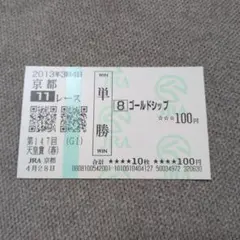 2013年3回
京都
11レース
WIN
単勝
WIN
8 ゴールドシップ
☆☆☆100円
第147回 (GI)
天皇賞(春)
JRA 京都
4月28日
合計 ★★★★10枚 ★★★★100円